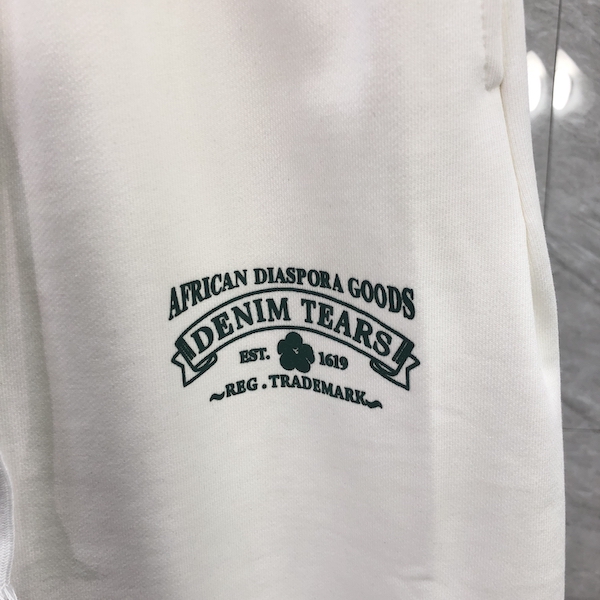 AFRICAN DIASPORA GOODS
DENIM TEARS
EST. 1619
~REG. TRADEMARK~